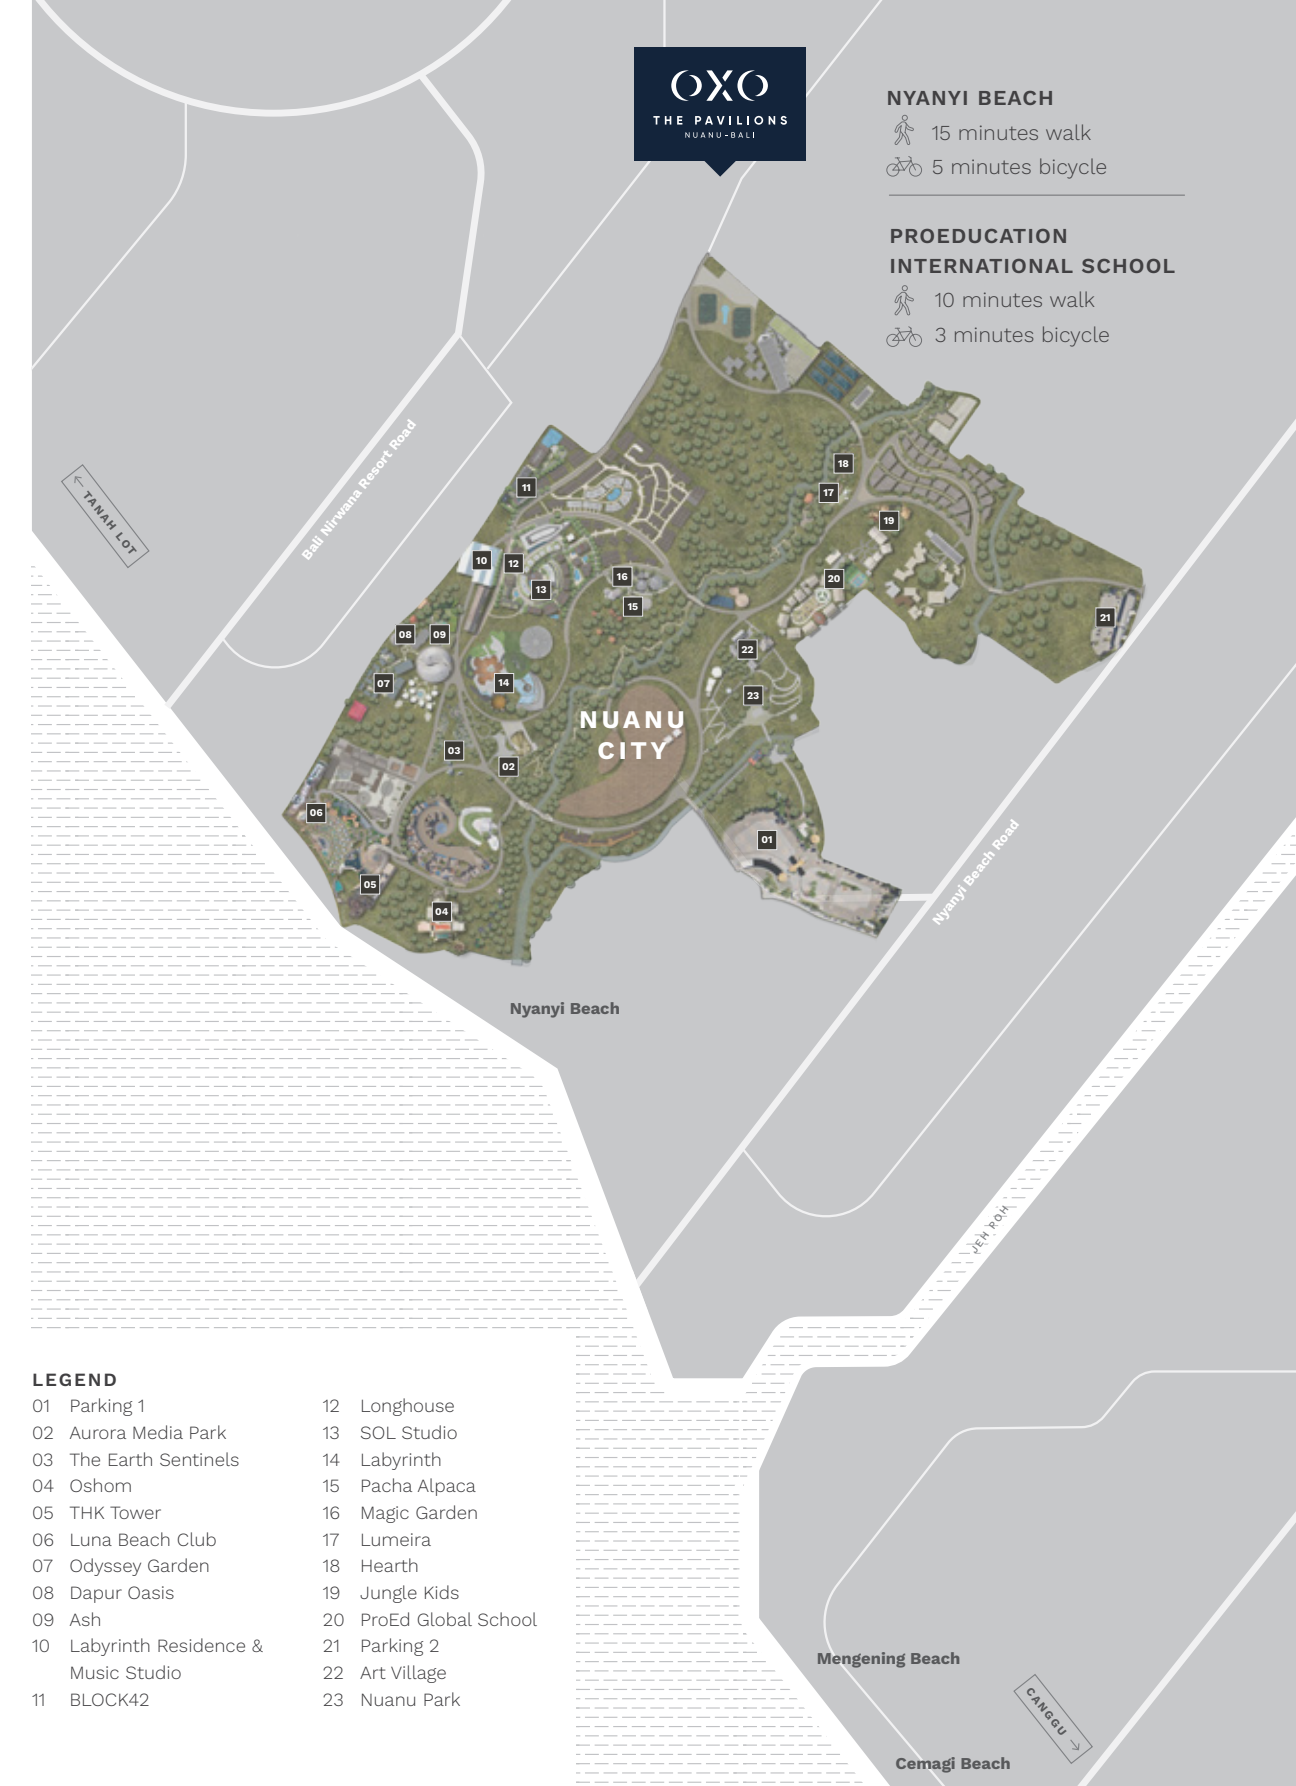 OXO
THE PAVILIONS
NUANU-BALI
NYANYI BEACH
15 minutes walk
5 minutes bicycle
PROEDUCATION
INTERNATIONAL SCHOOL
10 minutes walk
3 minutes bicycle
Bali Nirwana Resort Road
← TANAH LOT
18
11
17
19
10
12
16
20
13
15
21
08
09
22
07
14
23
NUANU
CITY
03
02
06
01
05
04
Nyanyi Beach Road
Nyanyi Beach
JEH ROH
LEGEND
01 Parking 1
02 Aurora Media Park
03 The Earth Sentinels
04 Oshom
05 THK Tower
06 Luna Beach Club
07 Odyssey Garden
08 Dapur Oasis
09 Ash
10 Labyrinth Residence &
Music Studio
11 BLOCK42
12 Longhouse
13 SOL Studio
14 Labyrinth
15 Pacha Alpaca
16 Magic Garden
17 Lumeira
18 Hearth
19 Jungle Kids
20 ProEd Global School
21 Parking 2
22 Art Village
23 Nuanu Park
Mengening Beach
CANGGU →
Cemagi Beach